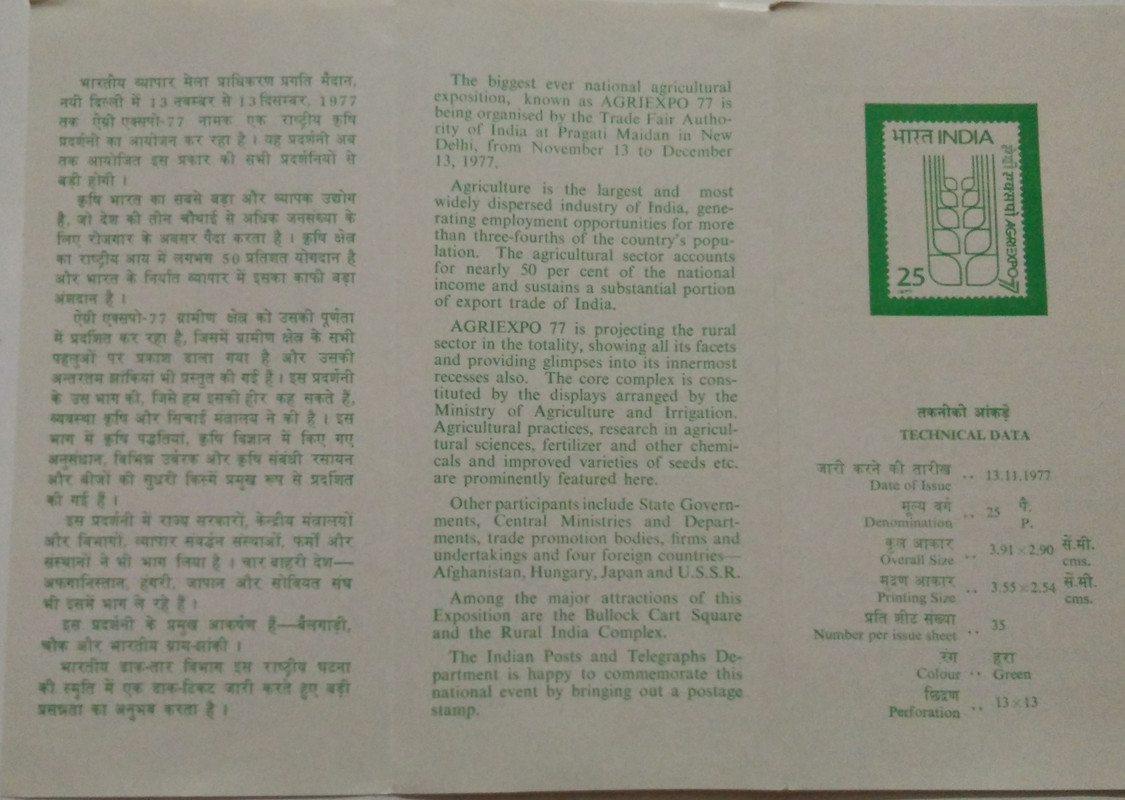 भारतीय व्यापार मेला प्राधिकरण प्रगति मैदान,
नयी दिल्ली में 13 नवम्बर से 13 दिसम्बर, 1977
तक ऐग्री एक्सपो-77 नामक एक राष्ट्रीय कृषि
प्रदर्शनी का आयोजन कर रहा है । यह प्रदर्शनी अब
तक आयोजित इस प्रकार की सभी प्रदर्शनियों से
बड़ी होगी ।
कृषि भारत का सबसे बड़ा और व्यापक उद्योग
है, जो देश की तीन चौथाई से अधिक जनसंख्या के
लिए रोजगार के अवसर पैदा करता है । कृषि क्षेत्र
का राष्ट्रीय आय में लगभग 50 प्रतिशत योगदान है
और भारत के निर्यात व्यापार में इसका काफी बड़ा
अंशदान है ।
ऐग्री एक्सपो-77 ग्रामीण क्षेत्र को उसकी पूर्णता
में प्रदर्शित कर रहा है, जिसमें ग्रामीण क्षेत्र के सभी
पहलुओं पर प्रकाश डाला गया है और उसकी
अन्तरतम झांकियां भी प्रस्तुत की गई हैं । इस प्रदर्शनी
के उस भाग की, जिसे हम इसकी हीर कह सकते हैं,
व्यवस्था कृषि और सिंचाई मंत्रालय ने की है । इस
भाग में कृषि पद्धतियां, कृषि विज्ञान में किए गए
अनुसंधान, विभिन्न उर्वरक और कृषि संबंधी रसायन
और बीजों की सुधरी किस्में प्रमुख रूप से प्रदर्शित
की गई हैं ।
इस प्रदर्शनी में राज्य सरकारों, केन्द्रीय मंत्रालयों
और विभागों, व्यापार संवर्द्धन संस्थाओं, फर्मों और
संस्थानों ने भी भाग लिया है । चार बाहरी देश—
अफगानिस्तान, हंगरी, जापान और सोवियत संघ
भी इसमें भाग ले रहे हैं ।
इस प्रदर्शनी के प्रमुख आकर्षण हैं—बैलगाड़ी,
चौक और भारतीय ग्राम-झांकी ।
भारतीय डाक-तार विभाग इस राष्ट्रीय घटना
की स्मृति में एक डाक-टिकट जारी करते हुए बड़ी
प्रसन्नता का अनुभव करता है ।
The biggest ever national agricultural
exposition, known as AGRIEXPO 77 is
being organised by the Trade Fair Autho-
rity of India at Pragati Maidan in New
Delhi, from November 13 to December
13, 1977.
Agriculture is the largest and most
widely dispersed industry of India, gene-
rating employment opportunities for more
than three-fourths of the country's popu-
lation. The agricultural sector accounts
for nearly 50 per cent of the national
income and sustains a substantial portion
of export trade of India.
AGRIEXPO 77 is projecting the rural
sector in the totality, showing all its facets
and providing glimpses into its innermost
recesses also. The core complex is cons-
tituted by the displays arranged by the
Ministry of Agriculture and Irrigation.
Agricultural practices, research in agricul-
tural sciences, fertilizer and other chemi-
cals and improved varieties of seeds etc.
are prominently featured here.
Other participants include State Govern-
ments, Central Ministries and Depart-
ments, trade promotion bodies, firms and
undertakings and four foreign countries—
Afghanistan, Hungary, Japan and U.S.S.R.
Among the major attractions of this
Exposition are the Bullock Cart Square
and the Rural India Complex.
The Indian Posts and Telegraphs De-
partment is happy to commemorate this
national event by bringing out a postage
stamp.
भारत INDIA
एक्सपो AGRIEXPO 77
25
1977
तकनीकी आंकड़े
TECHNICAL DATA
जारी करने की तारीख .. 13.11.1977
Date of Issue
मूल्य वर्ग .. 25 पै.
Denomination P.
कुल आकार .. 3.91×2.90 सें.मी.
Overall Size cms.
मुद्रण आकार .. 3.55×2.54 सें.मी.
Printing Size cms.
प्रति शीट संख्या .. 35
Number per issue sheet
रंग हरा
Colour .. Green
छिद्रण .. 13×13
Perforation